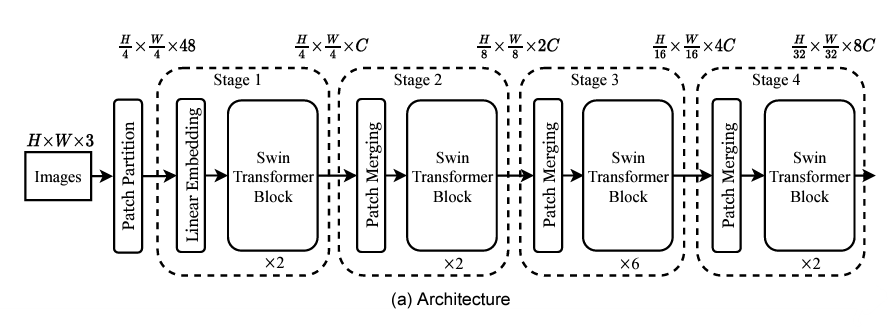 H/4 × W/4 × 48
H/4 × W/4 × C
H/8 × W/8 × 2C
H/16 × W/16 × 4C
H/32 × W/32 × 8C
Stage 1
Stage 2
Stage 3
Stage 4
H×W×3
Images
Patch Partition
Linear Embedding
Swin
Transformer
Block
×2
Patch Merging
Swin
Transformer
Block
×2
Patch Merging
Swin
Transformer
Block
×6
Patch Merging
Swin
Transformer
Block
×2
(a) Architecture